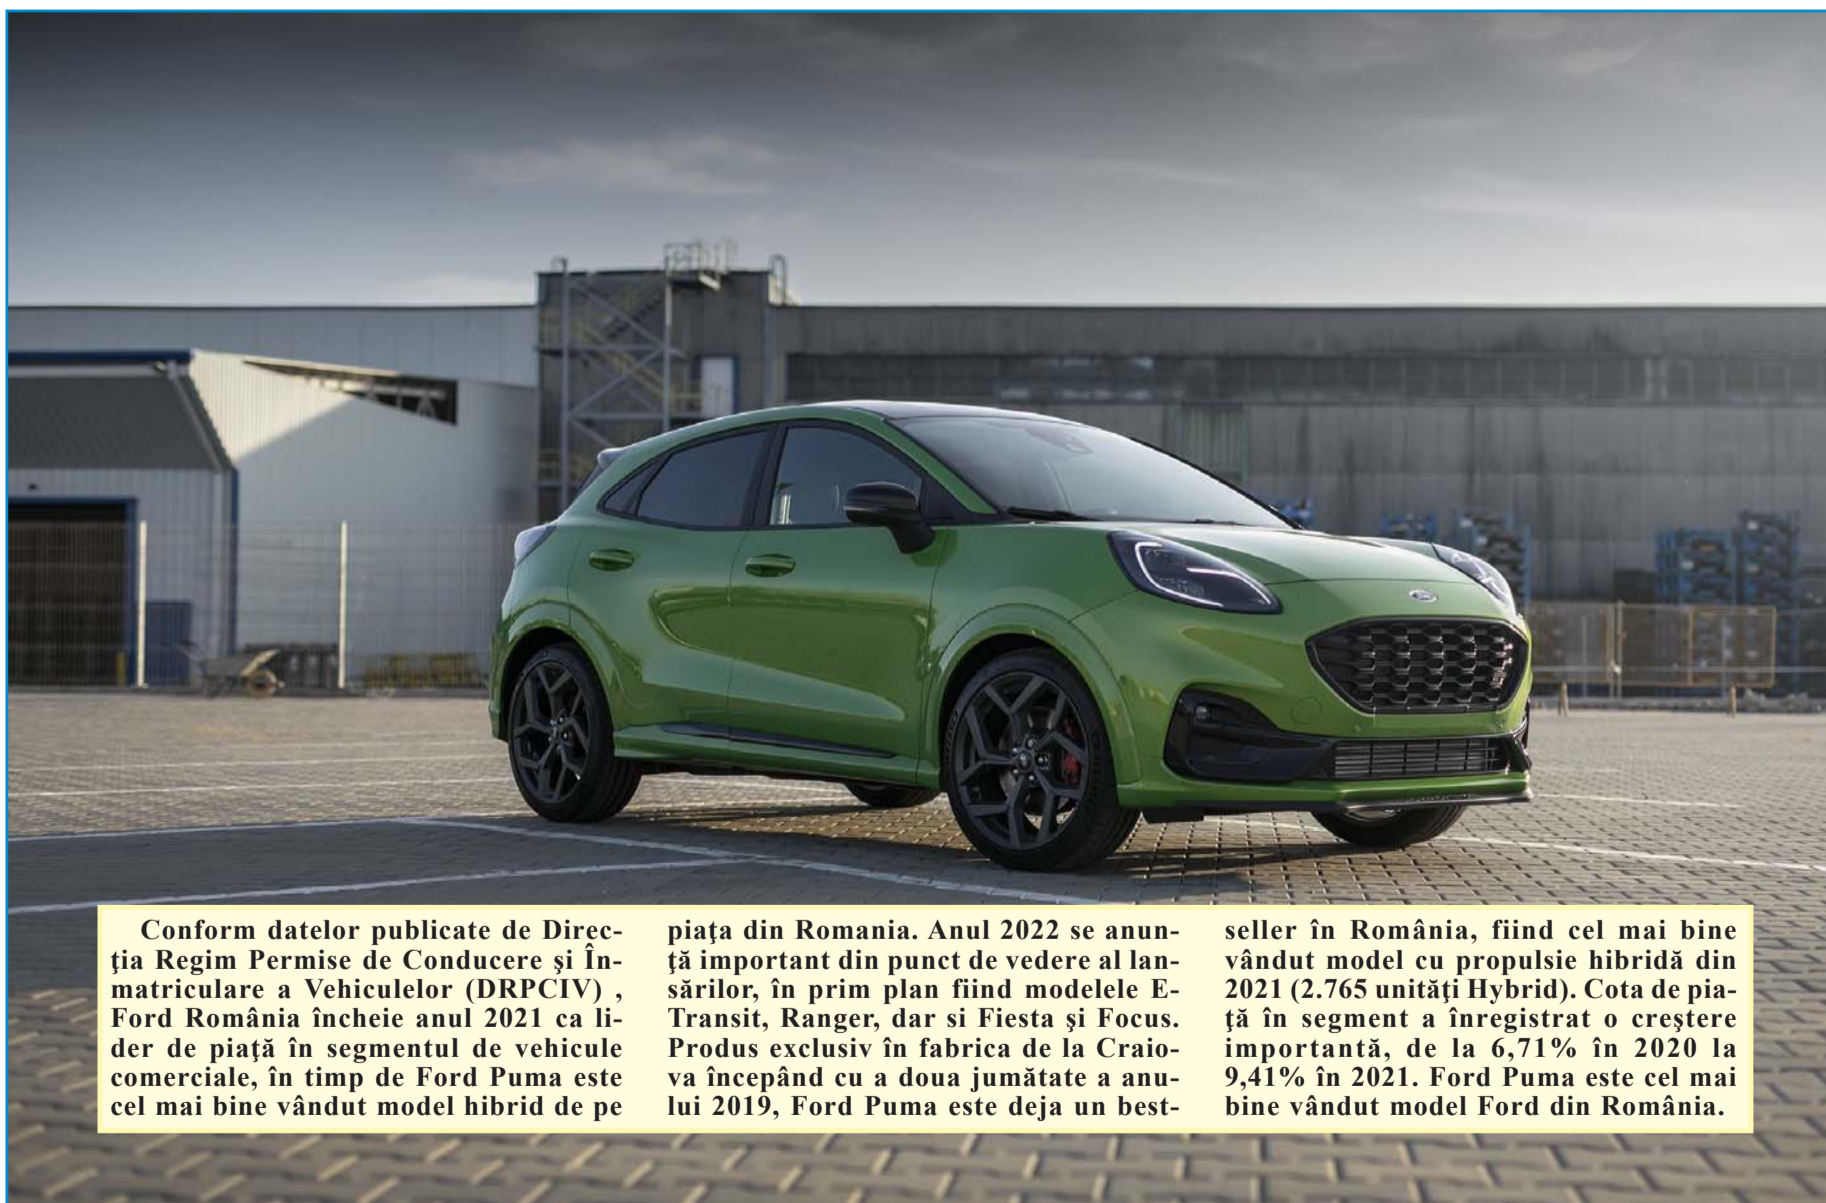 Conform datelor publicate de Direc-
ţia Regim Permise de Conducere şi În-
matriculare a Vehiculelor (DRPCIV) ,
Ford România încheie anul 2021 ca li-
der de piaţă în segmentul de vehicule
comerciale, în timp de Ford Puma este
cel mai bine vândut model hibrid de pe
piaţa din Romania. Anul 2022 se anun-
ţă important din punct de vedere al lan-
sărilor, în prim plan fiind modelele E-
Transit, Ranger, dar si Fiesta şi Focus.
Produs exclusiv în fabrica de la Craio-
va începând cu a doua jumătate a anu-
lui 2019, Ford Puma este deja un best-
seller în România, fiind cel mai bine
vândut model cu propulsie hibridă din
2021 (2.765 unităţi Hybrid). Cota de pia-
ţă în segment a înregistrat o creştere
importantă, de la 6,71% în 2020 la
9,41% în 2021. Ford Puma este cel mai
bine vândut model Ford din România.